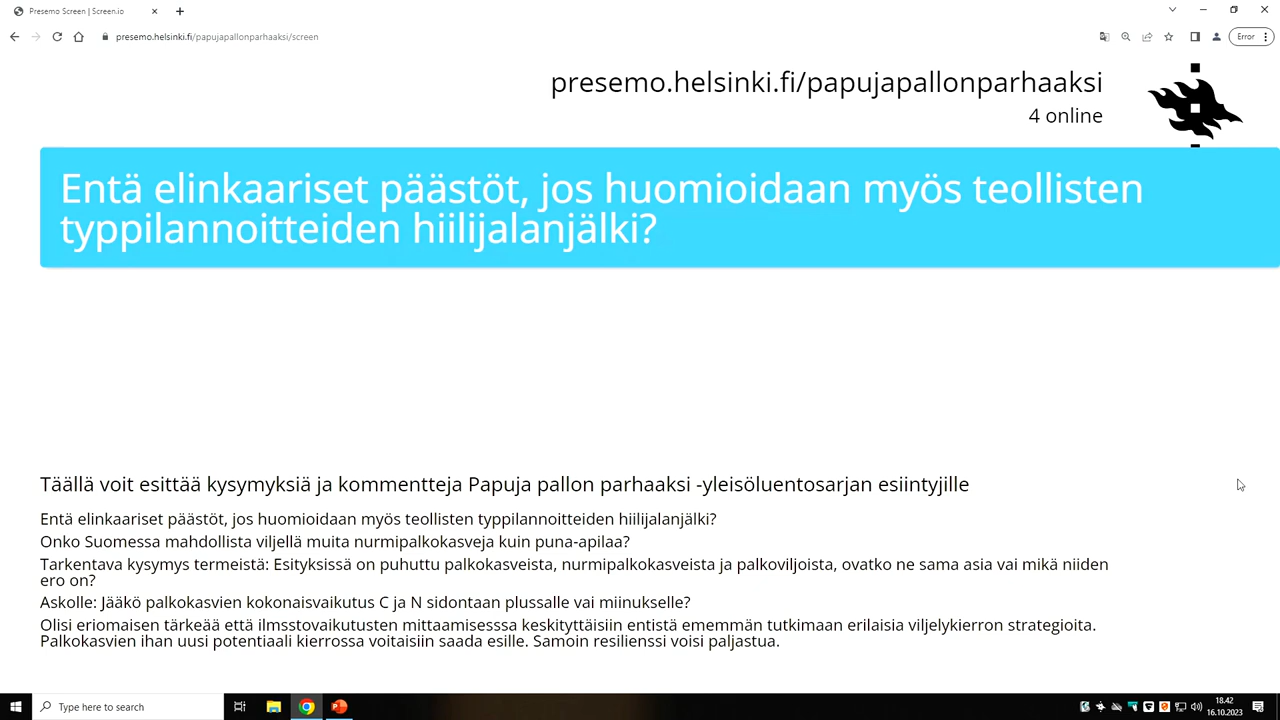 Presemo Screen | Screen.io
presemo.helsinki.fi/papujapallonparhaaksi/screen
Error
presemo.helsinki.fi/papujapallonparhaaksi
4 online
Entä elinkaariset päästöt, jos huomioidaan myös teollisten
typpilannoitteiden hiilijalanjälki?
Täällä voit esittää kysymyksiä ja kommentteja Papuja pallon parhaaksi -yleisöluentosarjan esiintyjille
Entä elinkaariset päästöt, jos huomioidaan myös teollisten typpilannoitteiden hiilijalanjälki?
Onko Suomessa mahdollista viljellä muita nurmipalkokasveja kuin puna-apilaa?
Tarkentava kysymys termeistä: Esityksissä on puhuttu palkokasveista, nurmipalkokasveista ja palkoviljoista, ovatko ne sama asia vai mikä niiden
ero on?
Askolle: Jääkö palkokasvien kokonaisvaikutus C ja N sidontaan plussalle vai miinukselle?
Olisi eriomaisen tärkeää että ilmsstovaikutusten mittaamisesssa keskityttäisiin entistä ememmän tutkimaan erilaisia viljelykierron strategioita.
Palkokasvien ihan uusi potentiaali kierrossa voitaisiin saada esille. Samoin resilienssi voisi paljastua.
Type here to search
18.42
16.10.2023